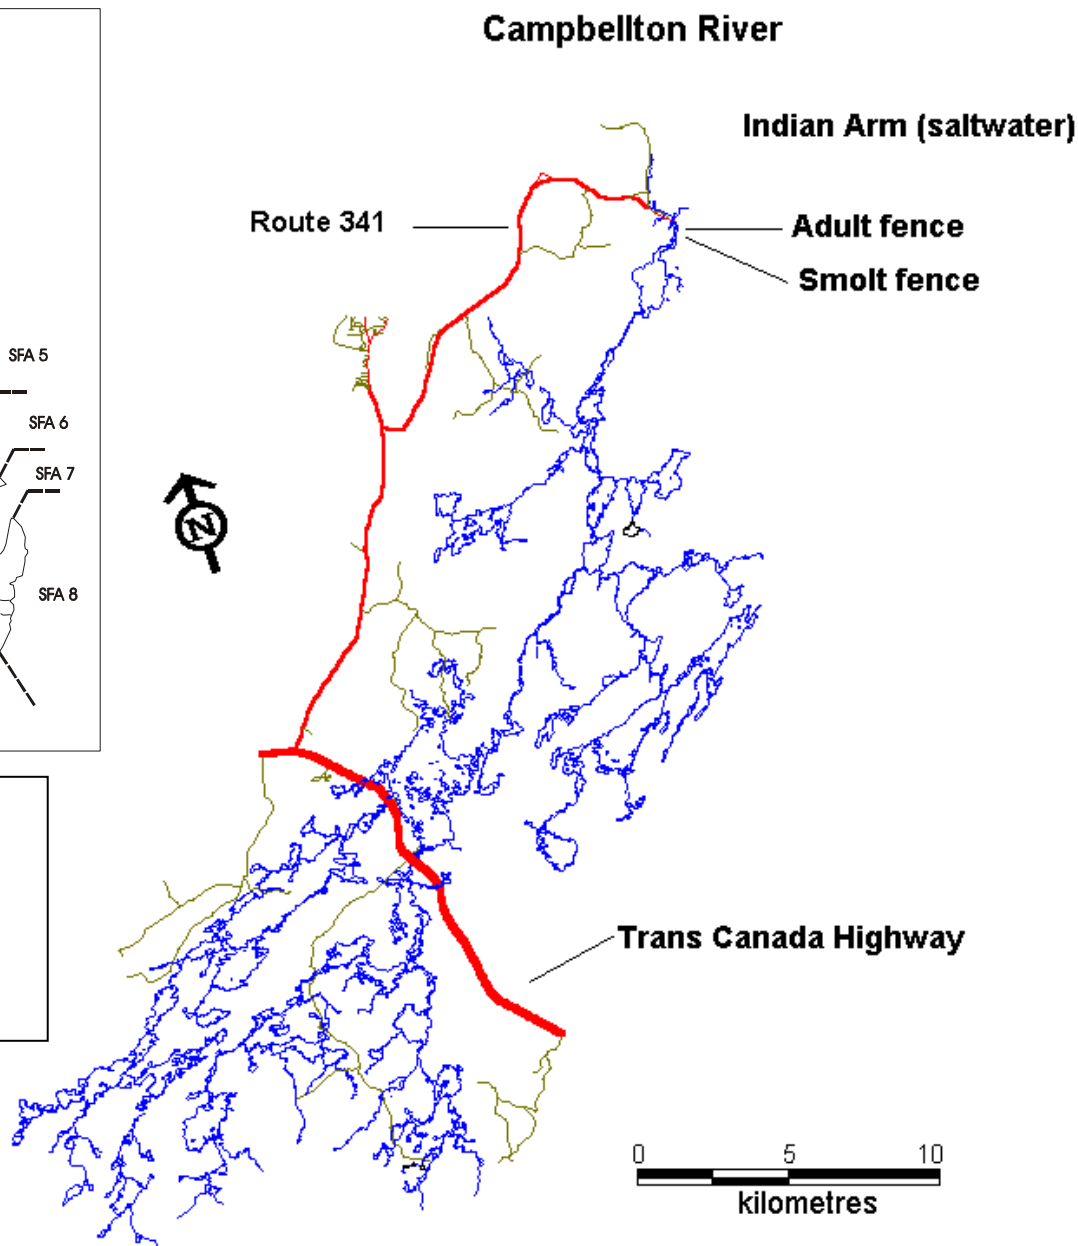 Campbellton River
Indian Arm (saltwater)
Route 341
Adult fence
Smolt fence
SFA 5
SFA 6
SFA 7
N
SFA 8
Trans Canada Highway
0 5 10
kilometres